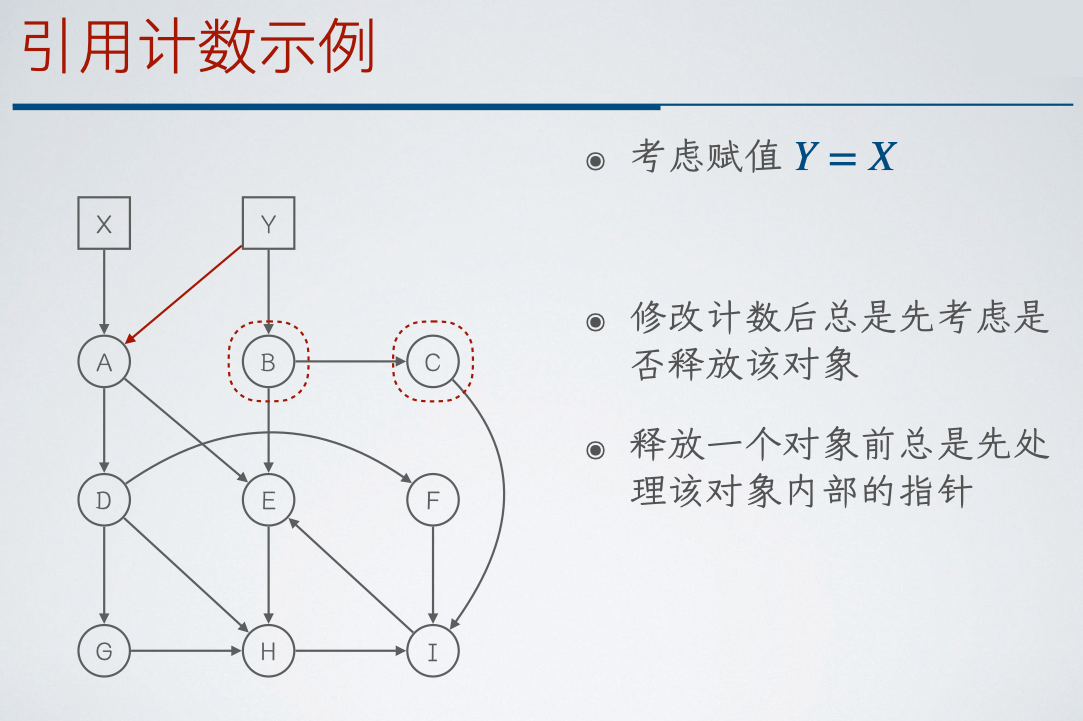 引用计数示例
考虑赋值 Y = X
修改计数后总是先考虑是
否释放该对象
释放一个对象前总是先处
理该对象内部的指针
X
Y
A
B
C
D
E
F
G
H
I